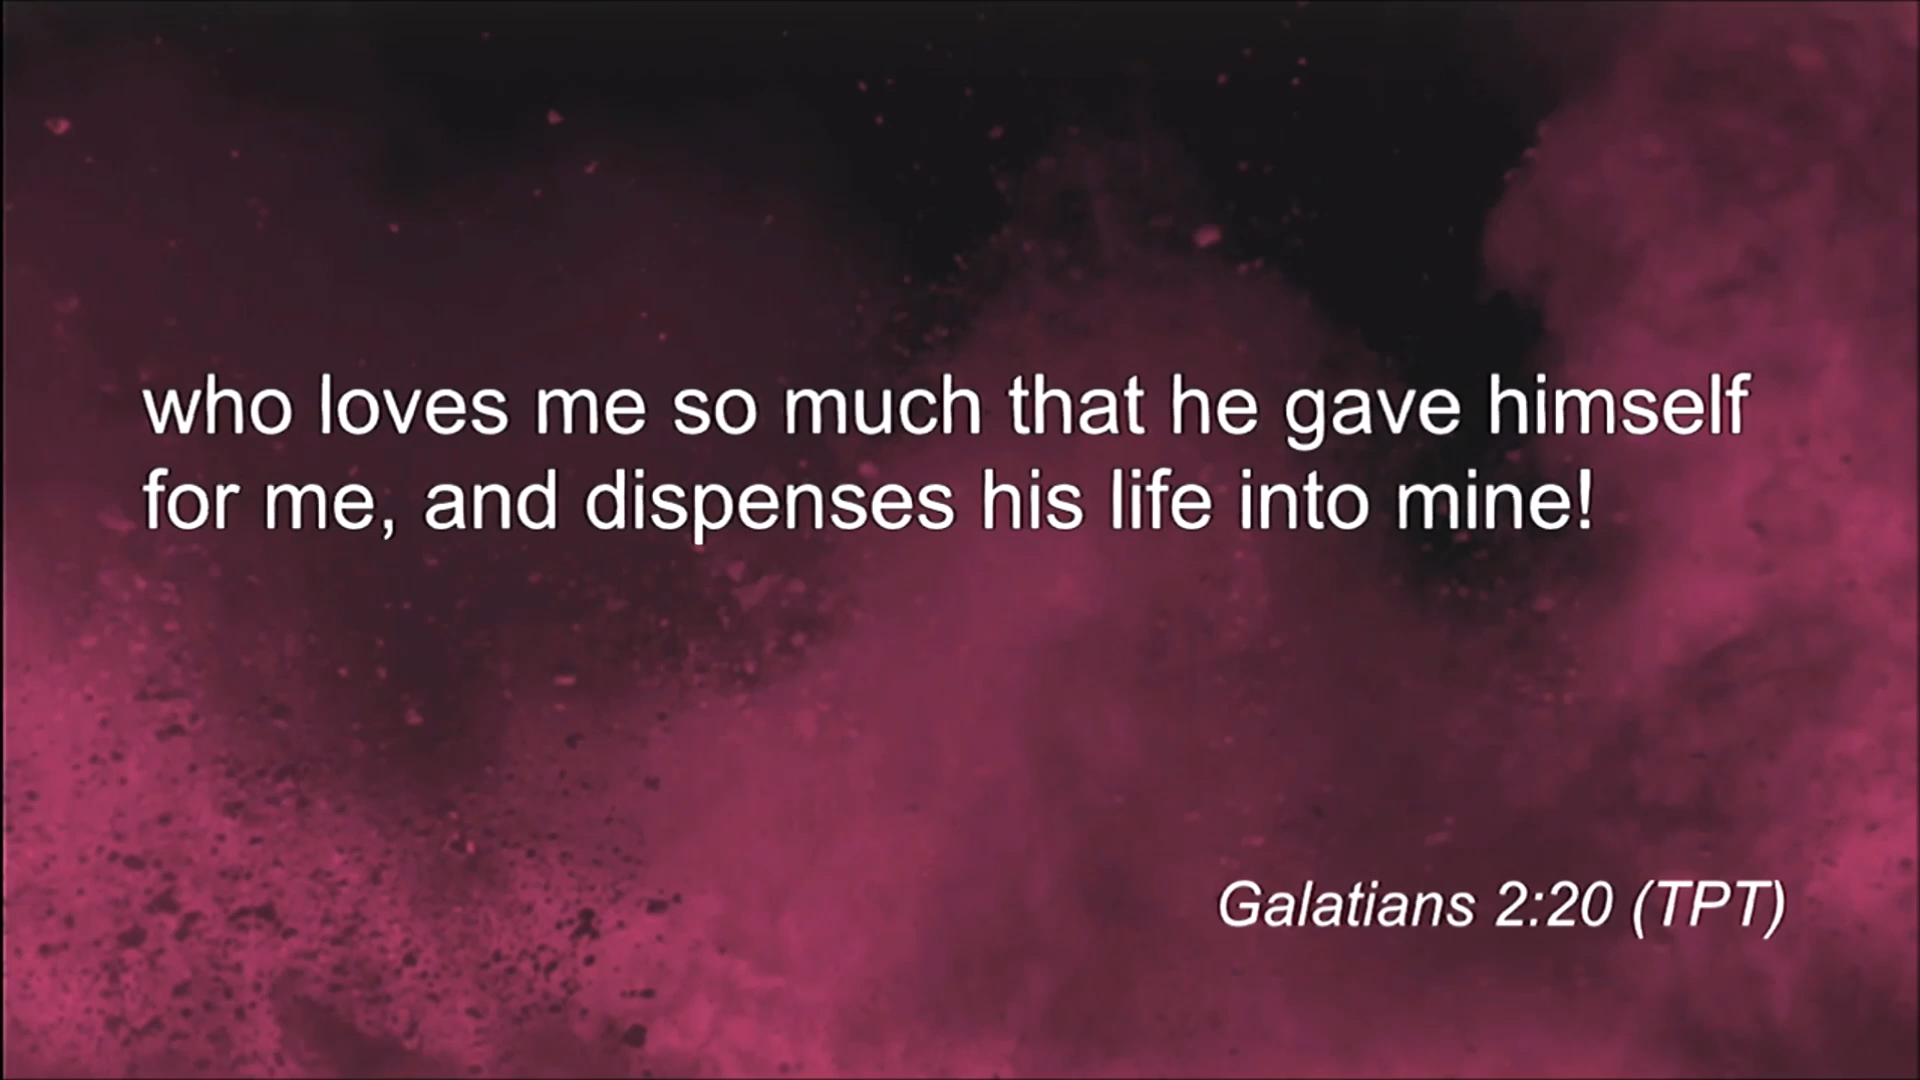 who loves me so much that he gave himself
for me, and dispenses his life into mine!
Galatians 2:20 (TPT)